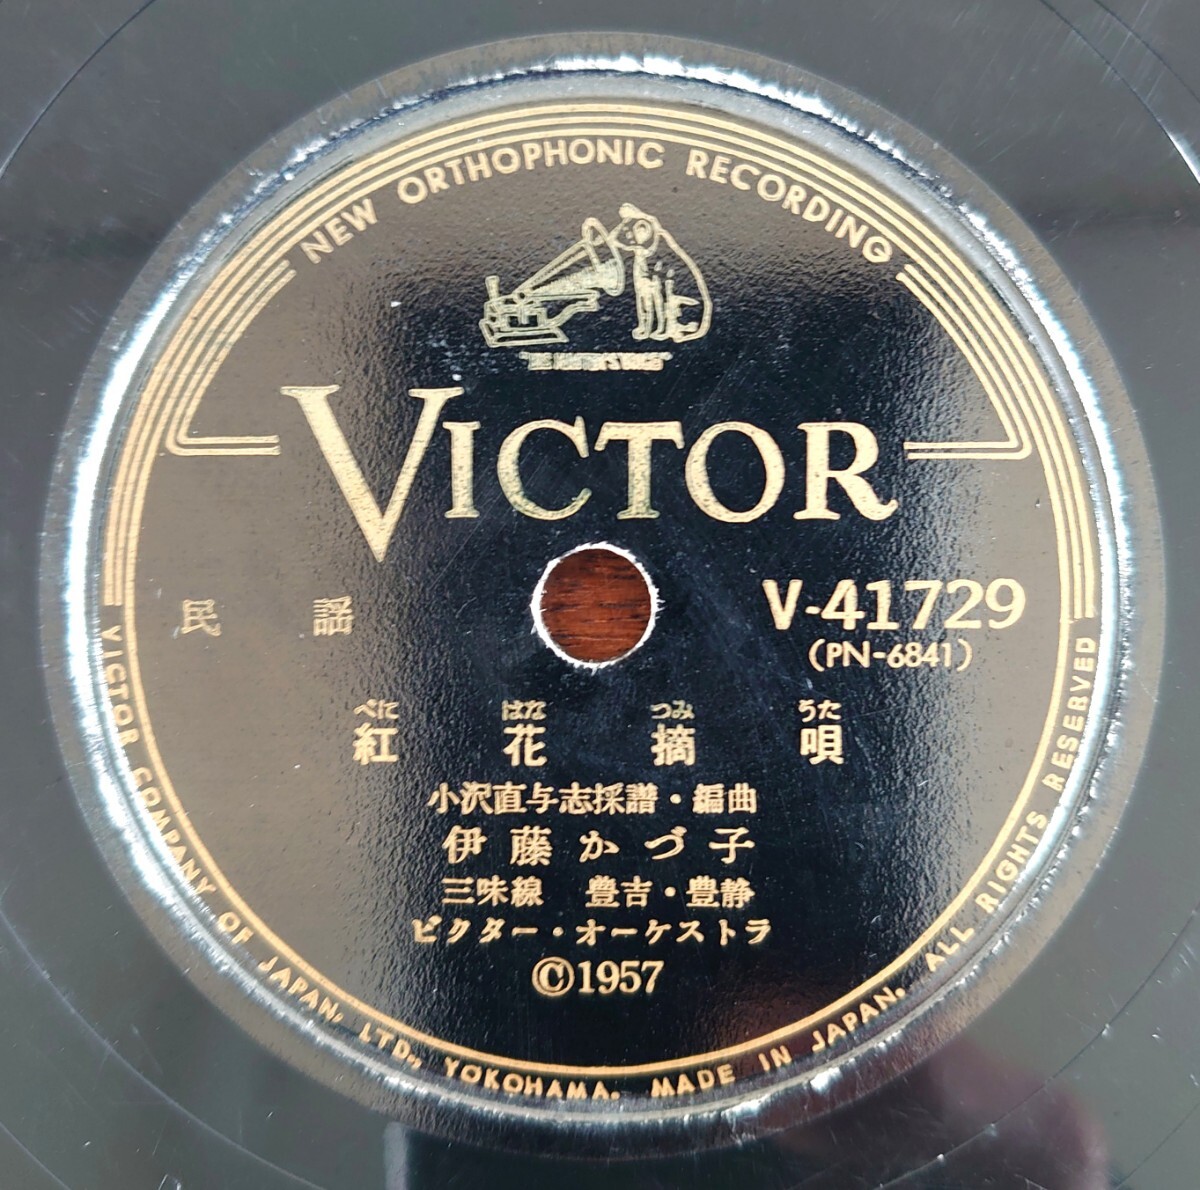 NEW ORTHOPHONIC RECORDING
"HIS MASTER'S VOICE"
VICTOR
民謡
V-41729
(PN-6841)
べに はな つみ うた
紅花摘唄
小沢直与志採譜・編曲
伊藤かづ子
三味線 豊吉・豊静
ビクター・オーケストラ
©1957
VICTOR COMPANY OF JAPAN, LTD., YOKOHAMA. MADE IN JAPAN. ALL RIGHTS RESERVED